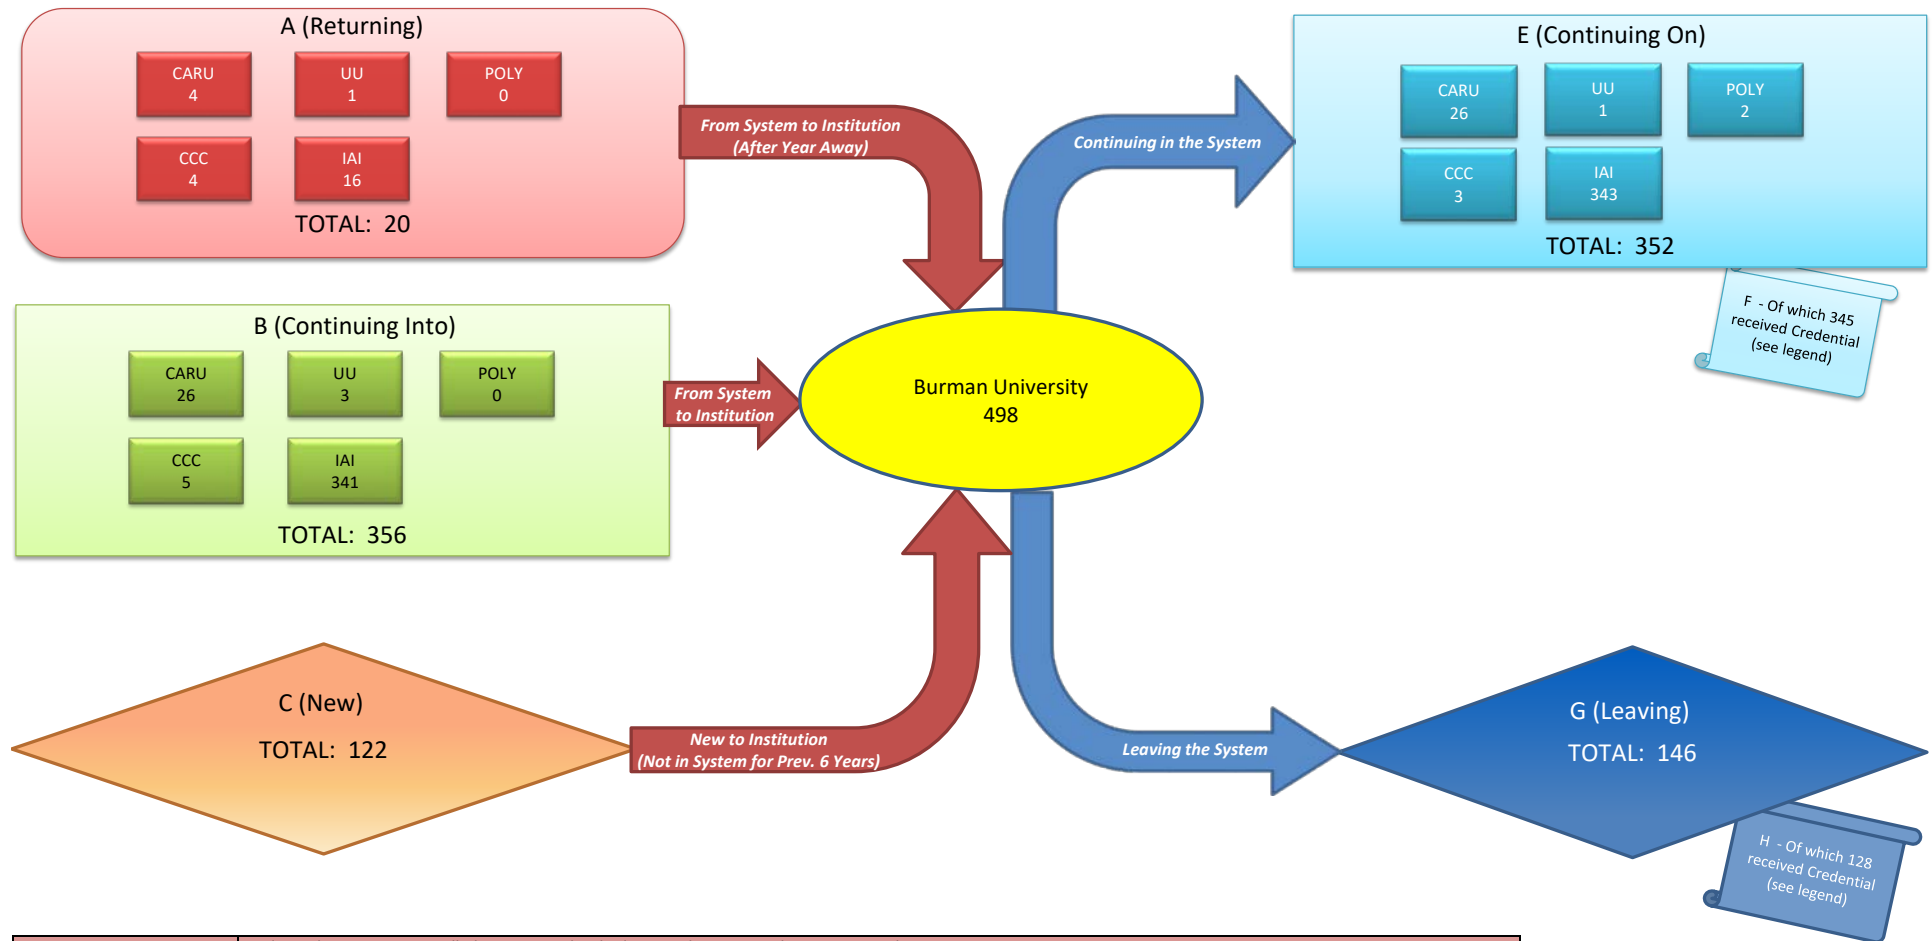 A (Returning)
CARU
4
UU
1
POLY
0
CCC
4
IAI
16
TOTAL: 20
From System to Institution
(After Year Away)
B (Continuing Into)
CARU
26
UU
3
POLY
0
CCC
5
IAI
341
TOTAL: 356
From System
to Institution
C (New)
TOTAL: 122
New to Institution
(Not in System for Prev. 6 Years)
Burman University
498
Continuing in the System
E (Continuing On)
CARU
26
UU
1
POLY
2
CCC
3
IAI
343
TOTAL: 352
F - Of which 345
received Credential
(see legend)
Leaving the System
G (Leaving)
TOTAL: 146
H - Of which 128
received Credential
(see legend)